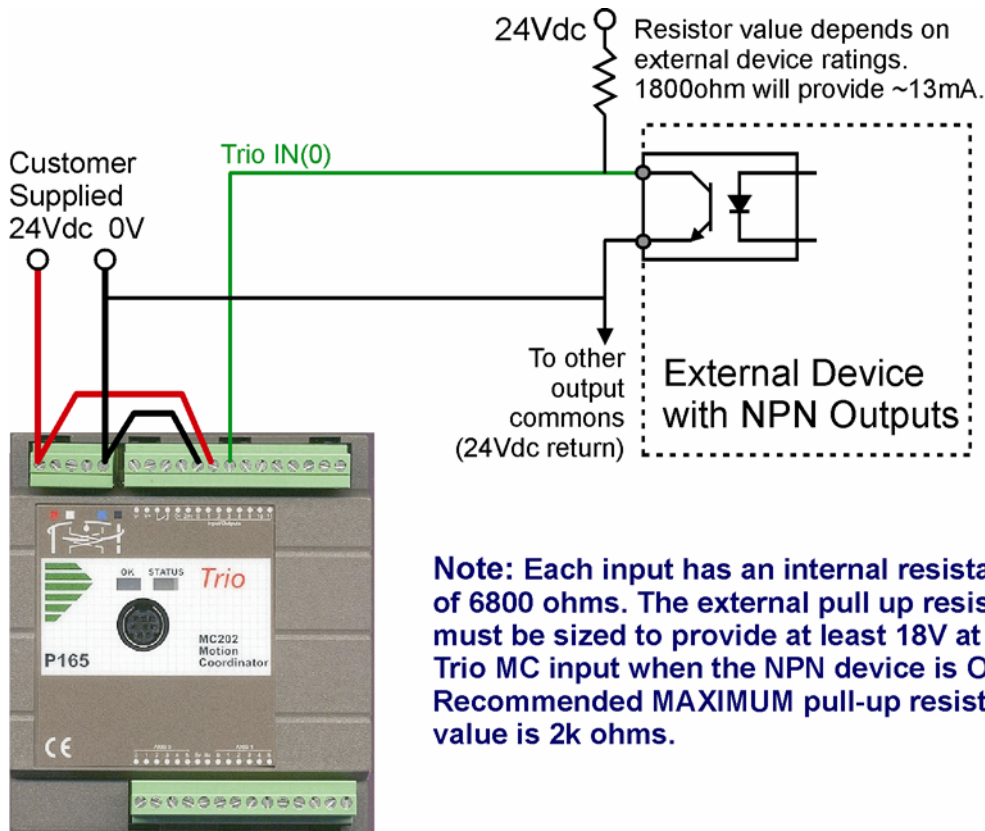 24Vdc
Resistor value depends on
external device ratings.
1800ohm will provide ~13mA.
Customer
Supplied
24Vdc 0V
Trio IN(0)
To other
output
commons
(24Vdc return)
External Device
with NPN Outputs
OK STATUS
Trio
P165
MC202
Motion
Coordinator
CE
Note: Each input has an internal resista
of 6800 ohms. The external pull up resis
must be sized to provide at least 18V at
Trio MC input when the NPN device is O
Recommended MAXIMUM pull-up resist
value is 2k ohms.